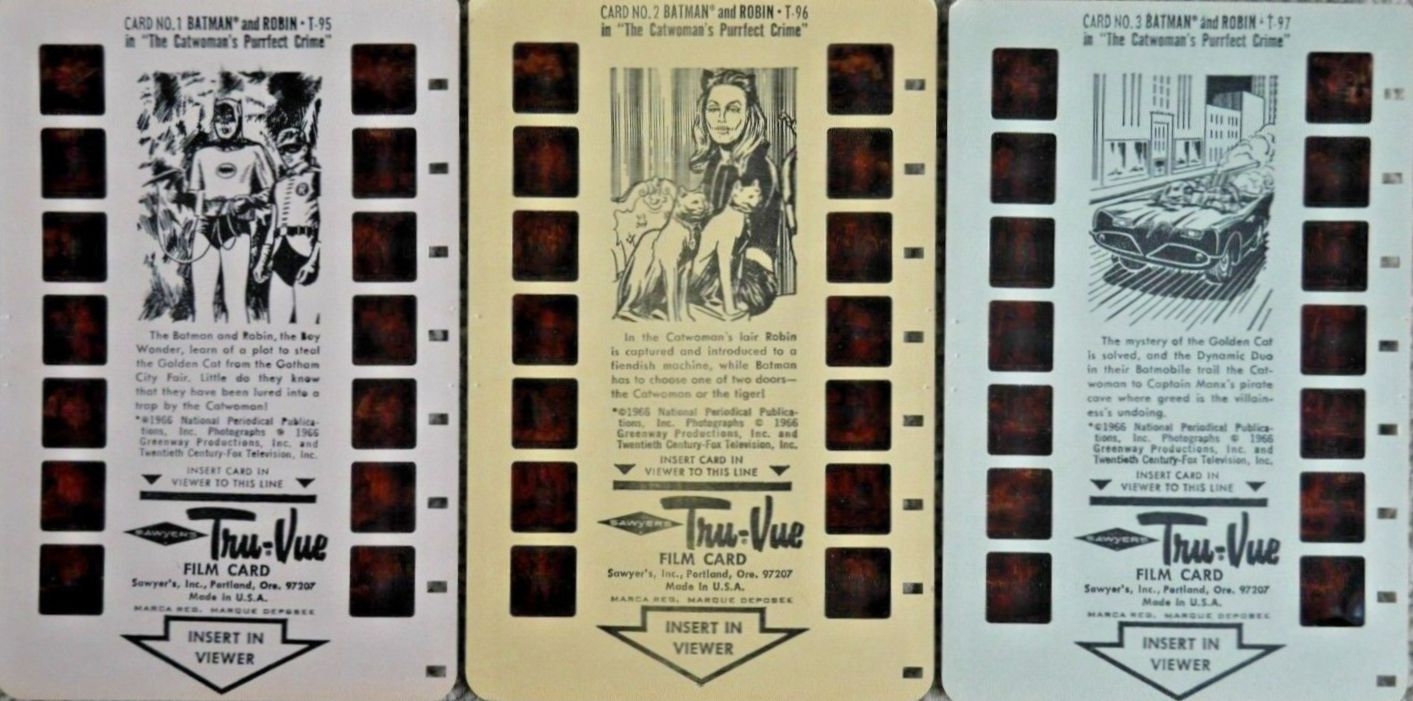 CARD NO. 1 BATMAN® and ROBIN • T-95
in "The Catwoman's Purrfect Crime"
The Batman and Robin, the Boy
Wonder, learn of a plot to steal
the Golden Cat from the Gotham
City Fair. Little do they know
that they have been lured into a
trap by the Catwoman!
*©1966 National Periodical Publica-
tions, Inc. Photographs © 1966
Greenway Productions, Inc. and
Twentieth Century-Fox Television, Inc.
INSERT CARD IN
VIEWER TO THIS LINE
SAWYER'S Tru-Vue
FILM CARD
Sawyer's, Inc., Portland, Ore. 97207
Made in U.S.A.
MARCA REG. MARQUE DEPOSEE
INSERT IN
VIEWER
CARD NO. 2 BATMAN® and ROBIN • T-96
in "The Catwoman's Purrfect Crime"
In the Catwoman's lair Robin
is captured and introduced to a
fiendish machine, while Batman
has to choose one of two doors—
the Catwoman or the tiger!
*©1966 National Periodical Publica-
tions, Inc. Photographs © 1966
Greenway Productions, Inc. and
Twentieth Century-Fox Television, Inc.
INSERT CARD IN
VIEWER TO THIS LINE
SAWYER'S Tru-Vue
FILM CARD
Sawyer's, Inc., Portland, Ore. 97207
Made in U.S.A.
MARCA REG. MARQUE DEPOSEE
INSERT IN
VIEWER
CARD NO. 3 BATMAN® and ROBIN • T-97
in "The Catwoman's Purrfect Crime"
The mystery of the Golden Cat
is solved, and the Dynamic Duo
in their Batmobile trail the Cat-
woman to Captain Manx's pirate
cave where greed is the villain-
ess's undoing.
*©1966 National Periodical Publica-
tions, Inc. Photographs © 1966
Greenway Productions, Inc. and
Twentieth Century-Fox Television, Inc.
INSERT CARD IN
VIEWER TO THIS LINE
SAWYER'S Tru-Vue
FILM CARD
Sawyer's, Inc., Portland, Ore. 97207
Made in U.S.A.
MARCA REG. MARQUE DEPOSEE
INSERT IN
VIEWER